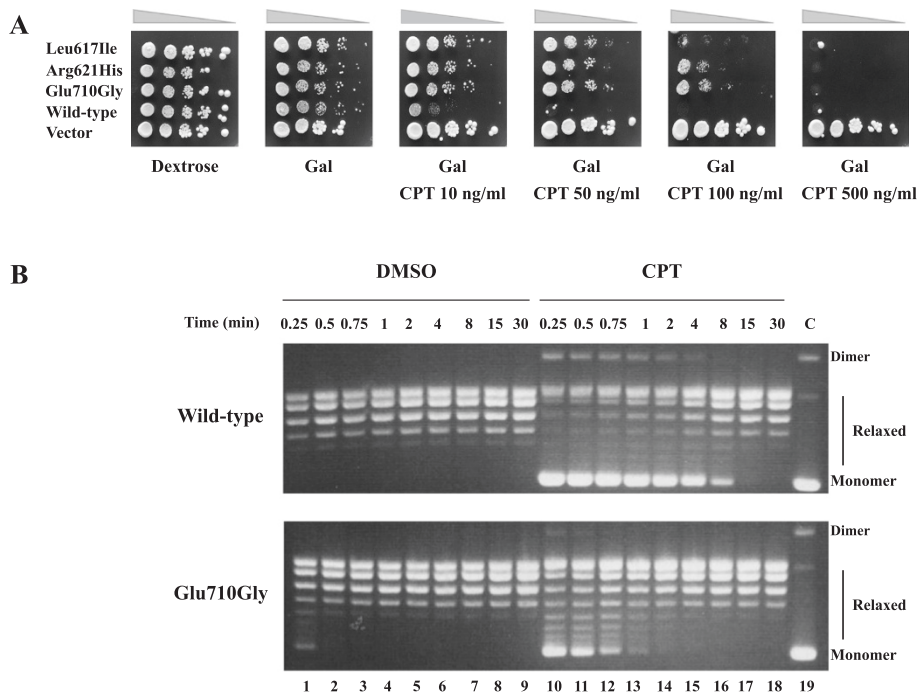 A
Leu617Ile
Arg621His
Glu710Gly
Wild-type
Vector
Dextrose Gal Gal Gal Gal Gal
CPT 10 ng/ml CPT 50 ng/ml CPT 100 ng/ml CPT 500 ng/ml
B
DMSO CPT
Time (min) 0.25 0.5 0.75 1 2 4 8 15 30 0.25 0.5 0.75 1 2 4 8 15 30 C
Dimer
Wild-type
Relaxed
Monomer
Dimer
Glu710Gly
Relaxed
Monomer
1 2 3 4 5 6 7 8 9 10 11 12 13 14 15 16 17 18 19